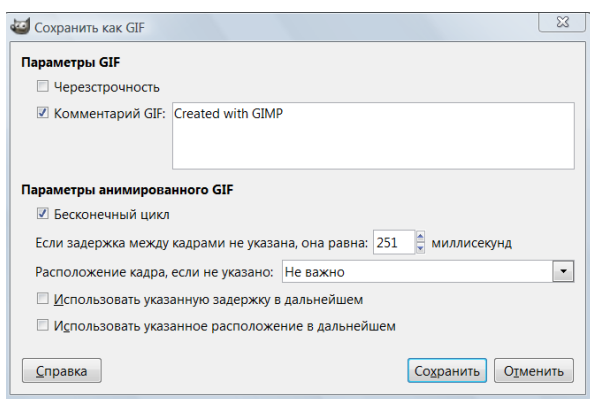 Сохранить как GIF
Параметры GIF
Черезстрочность
Комментарий GIF: Created with GIMP
Параметры анимированного GIF
Бесконечный цикл
Если задержка между кадрами не указана, она равна: 251 миллисекунд
Расположение кадра, если не указано: Не важно
Использовать указанную задержку в дальнейшем
Использовать указанное расположение в дальнейшем
Справка Сохранить Отменить